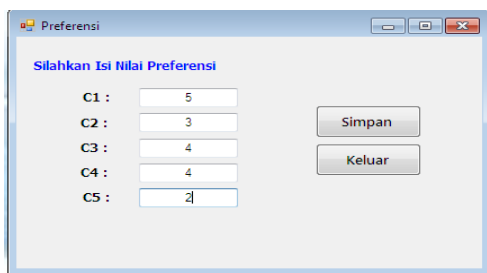 Preferensi
Silahkan Isi Nilai Preferensi
C1 : 5
C2 : 3
C3 : 4
C4 : 4
C5 : 2
Simpan
Keluar